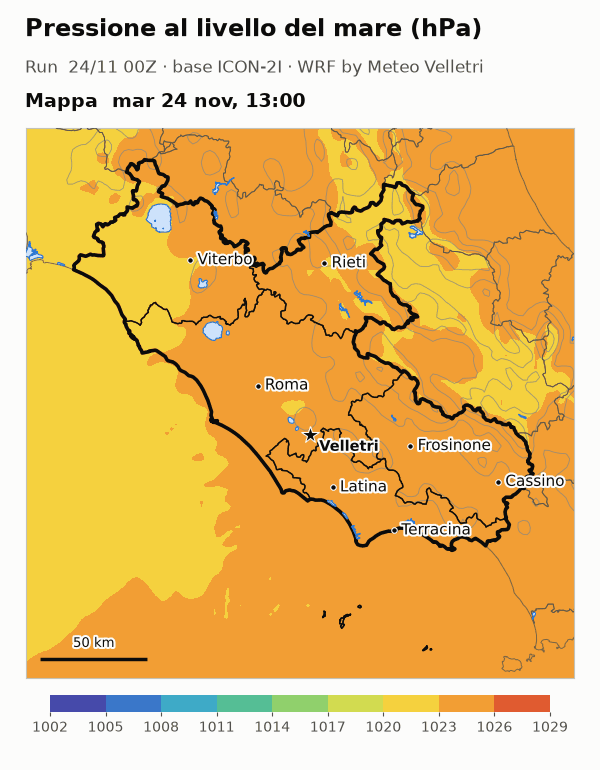 Pressione al livello del mare (hPa)
Run  24/11 00Z · base ICON-2I · WRF by Meteo Velletri
Mappa  mar 24 nov, 13:00
Viterbo
Rieti
Roma
Velletri
Frosinone
Latina
Cassino
Terracina
50 km
1002 1005 1008 1011 1014 1017 1020 1023 1026 1029